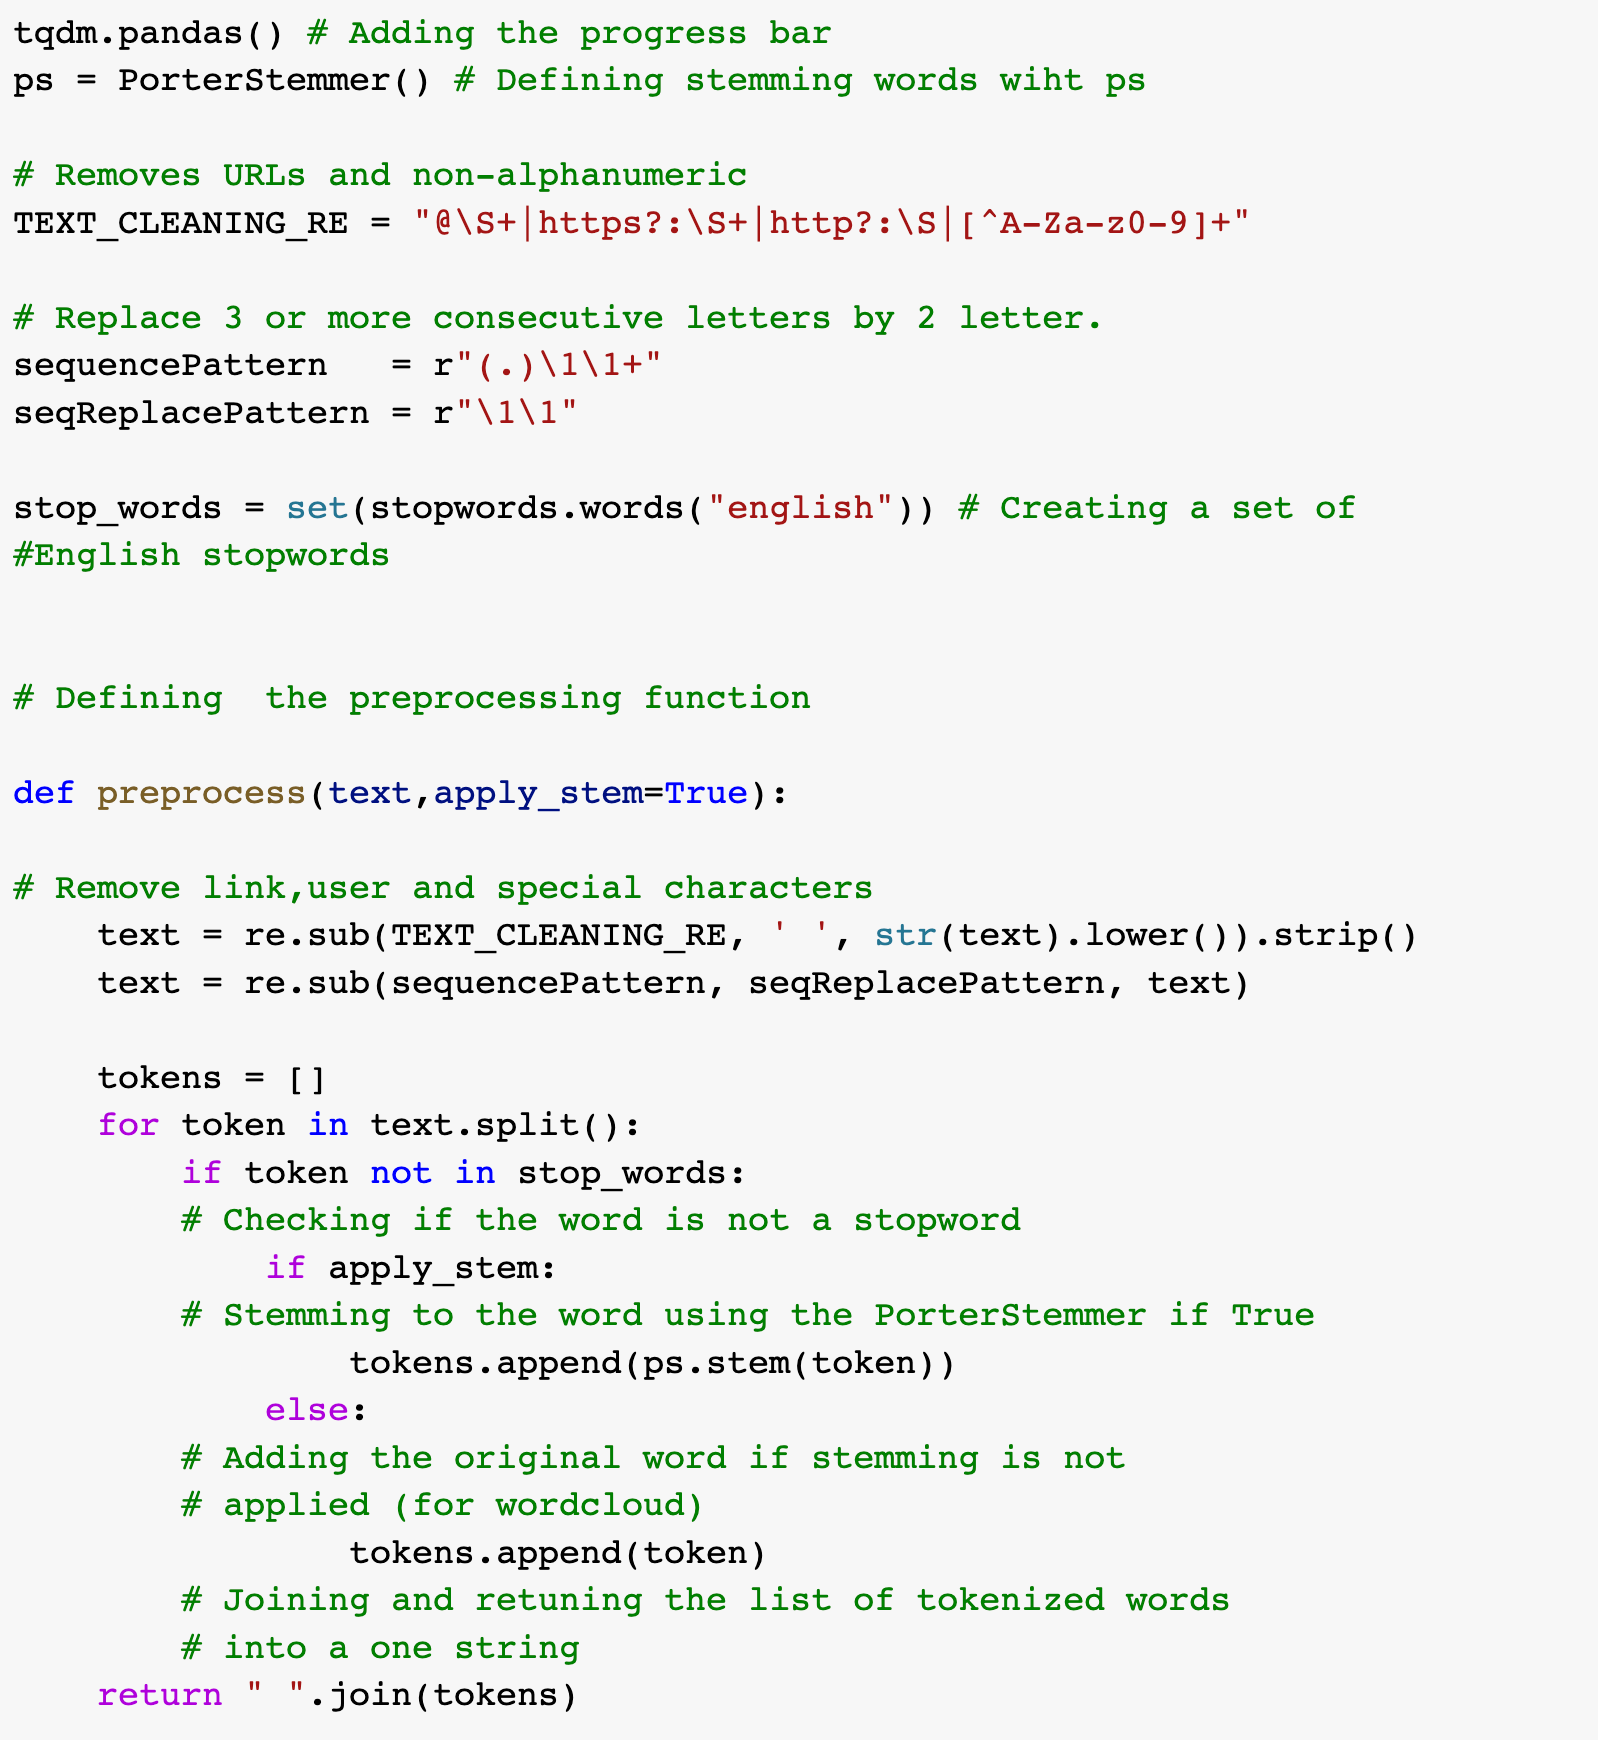 tqdm.pandas() # Adding the progress bar
ps = PorterStemmer() # Defining stemming words wiht ps
# Removes URLs and non-alphanumeric
TEXT_CLEANING_RE = "@\S+|https?:\S+|http?:\S|[^A-Za-z0-9]+"
# Replace 3 or more consecutive letters by 2 letter.
sequencePattern   = r"(.)\1\1+"
seqReplacePattern = r"\1\1"
stop_words = set(stopwords.words("english")) # Creating a set of
#English stopwords
# Defining  the preprocessing function
def preprocess(text,apply_stem=True):
# Remove link,user and special characters
    text = re.sub(TEXT_CLEANING_RE, ' ', str(text).lower()).strip()
    text = re.sub(sequencePattern, seqReplacePattern, text)
    tokens = []
    for token in text.split():
        if token not in stop_words:
        # Checking if the word is not a stopword
            if apply_stem:
        # Stemming to the word using the PorterStemmer if True
                tokens.append(ps.stem(token))
            else:
        # Adding the original word if stemming is not
        # applied (for wordcloud)
                tokens.append(token)
        # Joining and retuning the list of tokenized words
        # into a one string
    return " ".join(tokens)